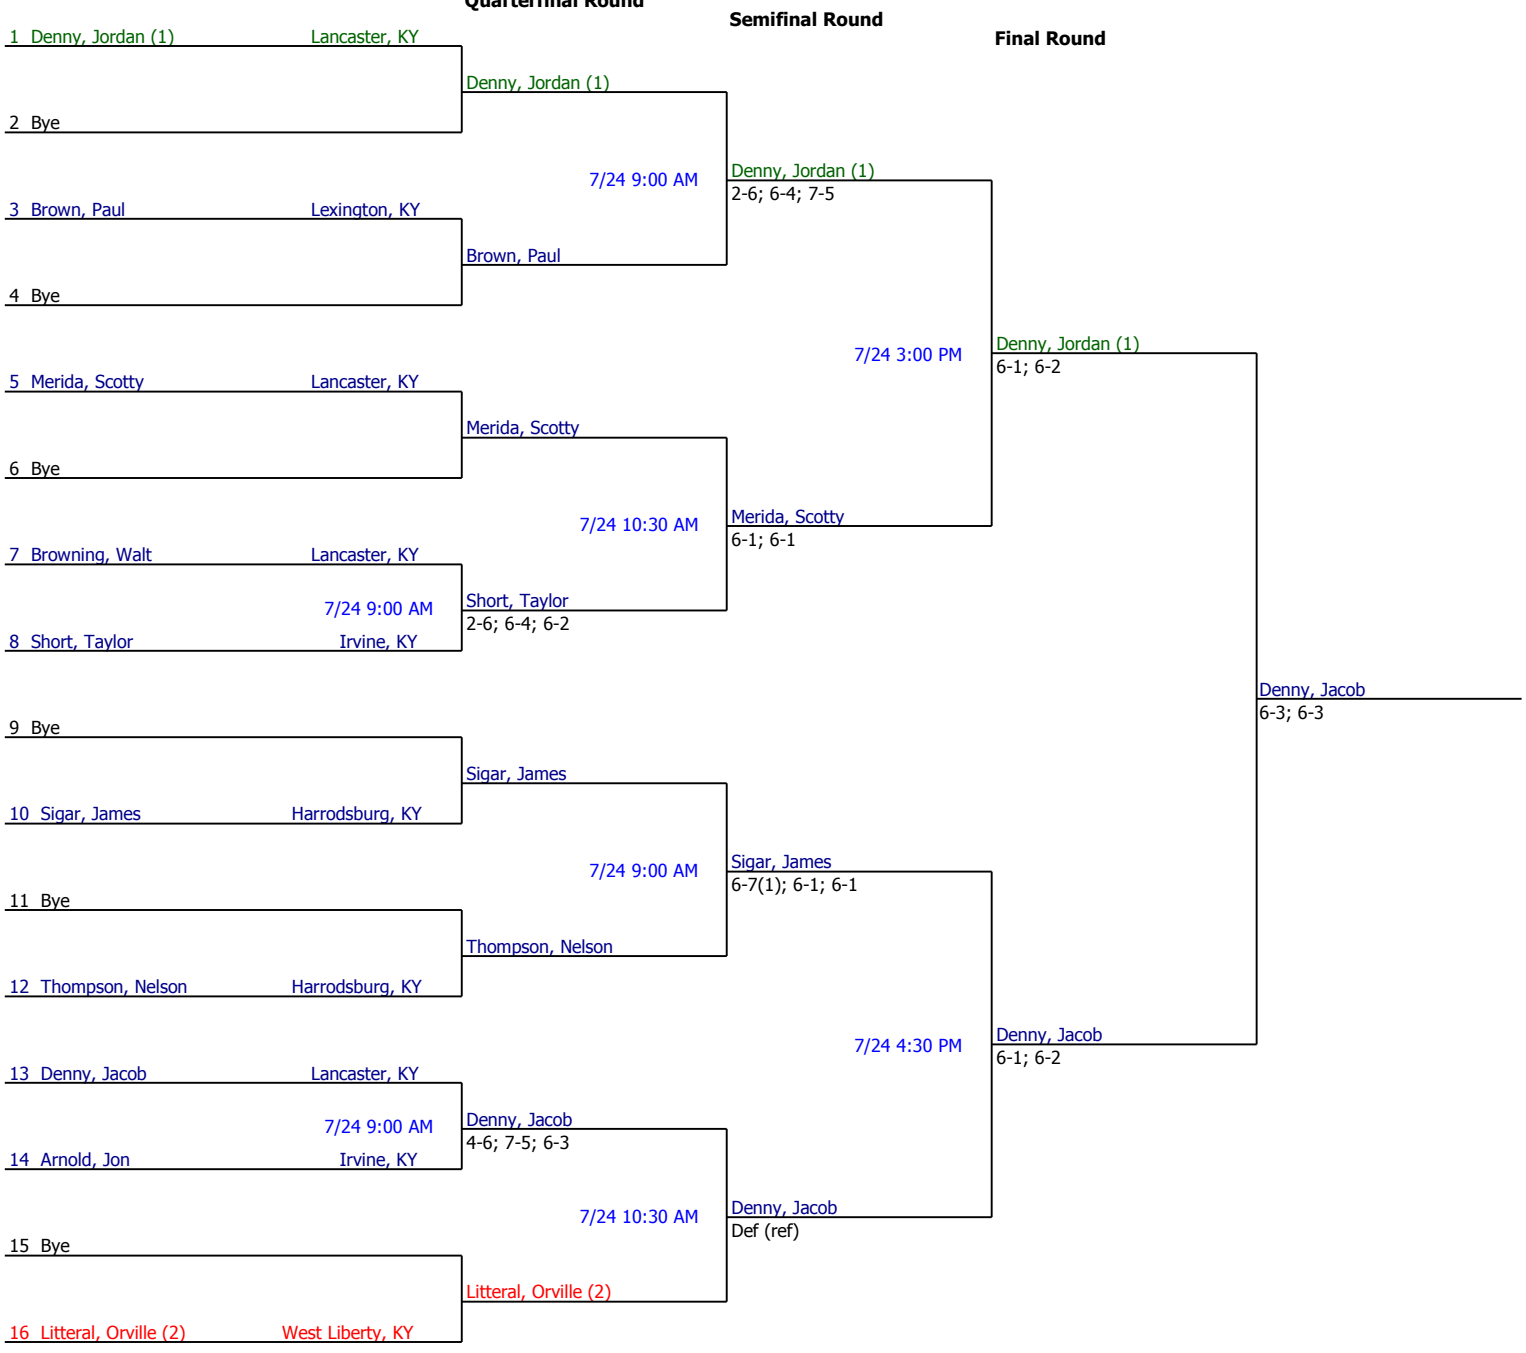 Quarterfinal Round
Semifinal Round
Final Round
1 Denny, Jordan (1) Lancaster, KY
Denny, Jordan (1)
2 Bye
7/24 9:00 AM
Denny, Jordan (1)
2-6; 6-4; 7-5
3 Brown, Paul Lexington, KY
Brown, Paul
4 Bye
7/24 3:00 PM
Denny, Jordan (1)
6-1; 6-2
5 Merida, Scotty Lancaster, KY
Merida, Scotty
6 Bye
7/24 10:30 AM
Merida, Scotty
6-1; 6-1
7 Browning, Walt Lancaster, KY
7/24 9:00 AM
Short, Taylor
2-6; 6-4; 6-2
8 Short, Taylor Irvine, KY
Denny, Jacob
6-3; 6-3
9 Bye
Sigar, James
10 Sigar, James Harrodsburg, KY
7/24 9:00 AM
Sigar, James
6-7(1); 6-1; 6-1
11 Bye
Thompson, Nelson
12 Thompson, Nelson Harrodsburg, KY
7/24 4:30 PM
Denny, Jacob
6-1; 6-2
13 Denny, Jacob Lancaster, KY
7/24 9:00 AM
Denny, Jacob
4-6; 7-5; 6-3
14 Arnold, Jon Irvine, KY
7/24 10:30 AM
Denny, Jacob
Def (ref)
15 Bye
Litteral, Orville (2)
16 Litteral, Orville (2) West Liberty, KY